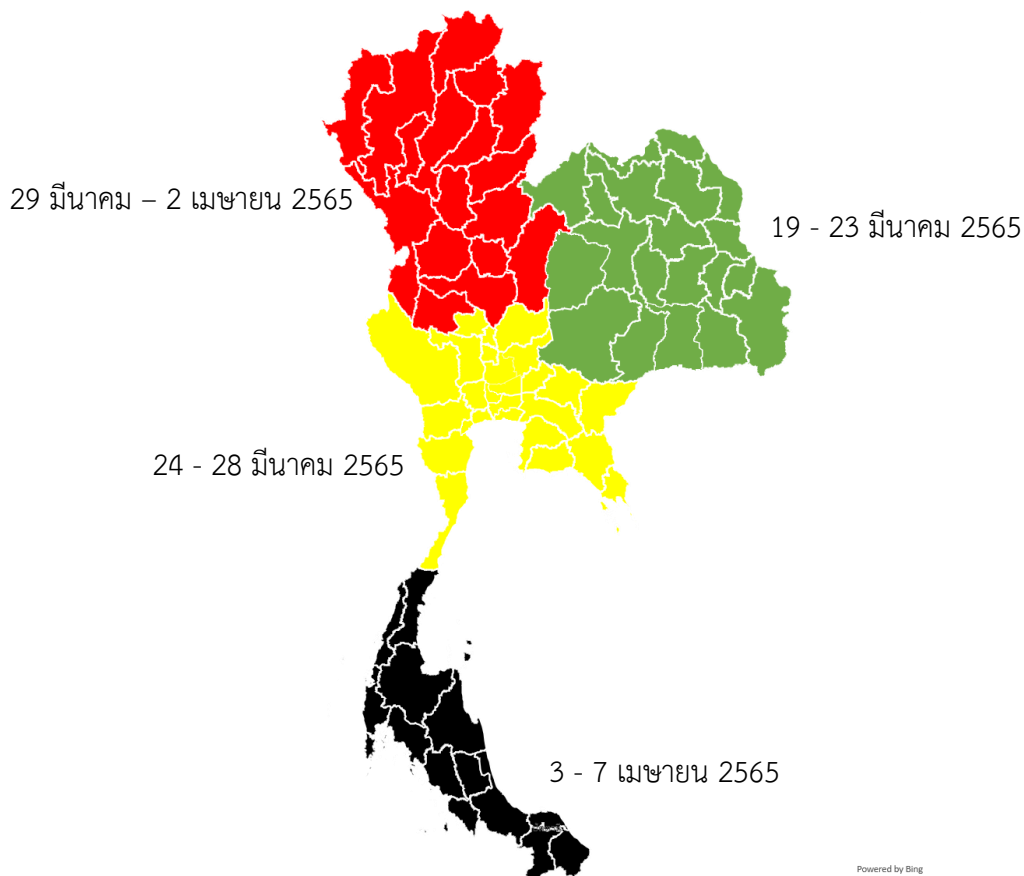 29 มีนาคม – 2 เมษายน 2565
19 - 23 มีนาคม 2565
24 - 28 มีนาคม 2565
3 - 7 เมษายน 2565
Powered by Bing